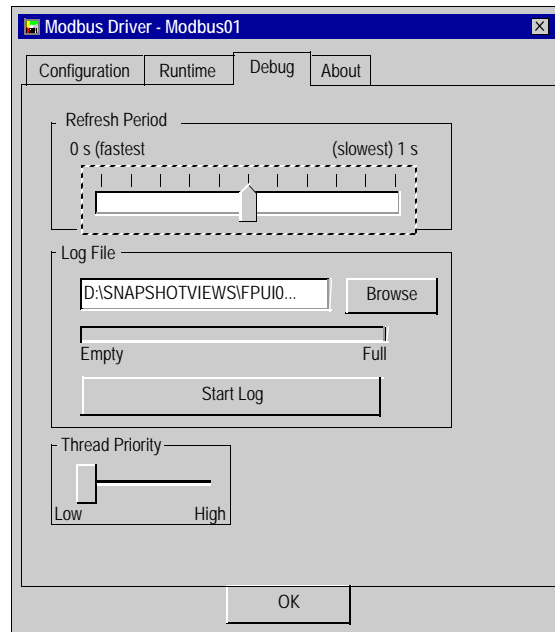 Modbus Driver - Modbus01
Configuration Runtime Debug About
Refresh Period
0 s (fastest (slowest) 1 s
Log File
D:\SNAPSHOTVIEWS\FPUI0... Browse
Empty Full
Start Log
Thread Priority
Low High
OK